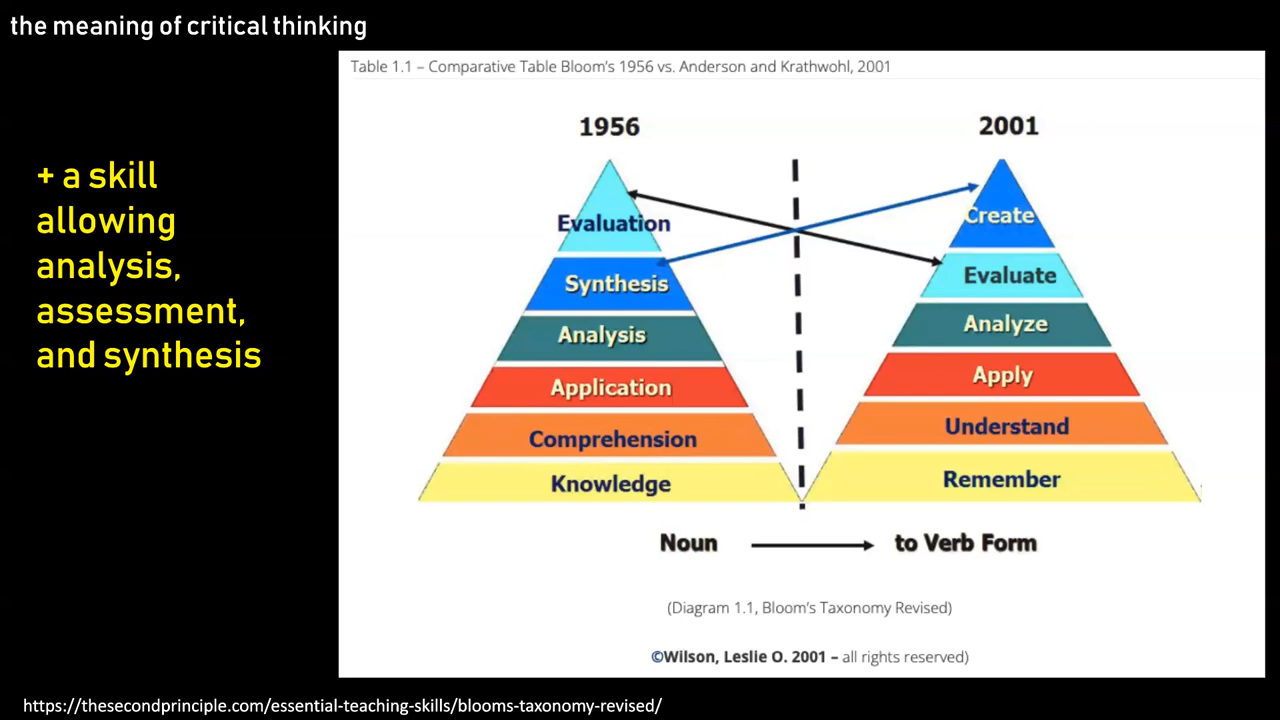 the meaning of critical thinking
+ a skill
allowing
analysis,
assessment,
and synthesis
Table 1.1 – Comparative Table Bloom's 1956 vs. Anderson and Krathwohl, 2001
1956
Evaluation
Synthesis
Analysis
Application
Comprehension
Knowledge
2001
Create
Evaluate
Analyze
Apply
Understand
Remember
Noun to Verb Form
(Diagram 1.1, Bloom's Taxonomy Revised)
©Wilson, Leslie O. 2001 – all rights reserved)
https://thesecondprinciple.com/essential-teaching-skills/blooms-taxonomy-revised/